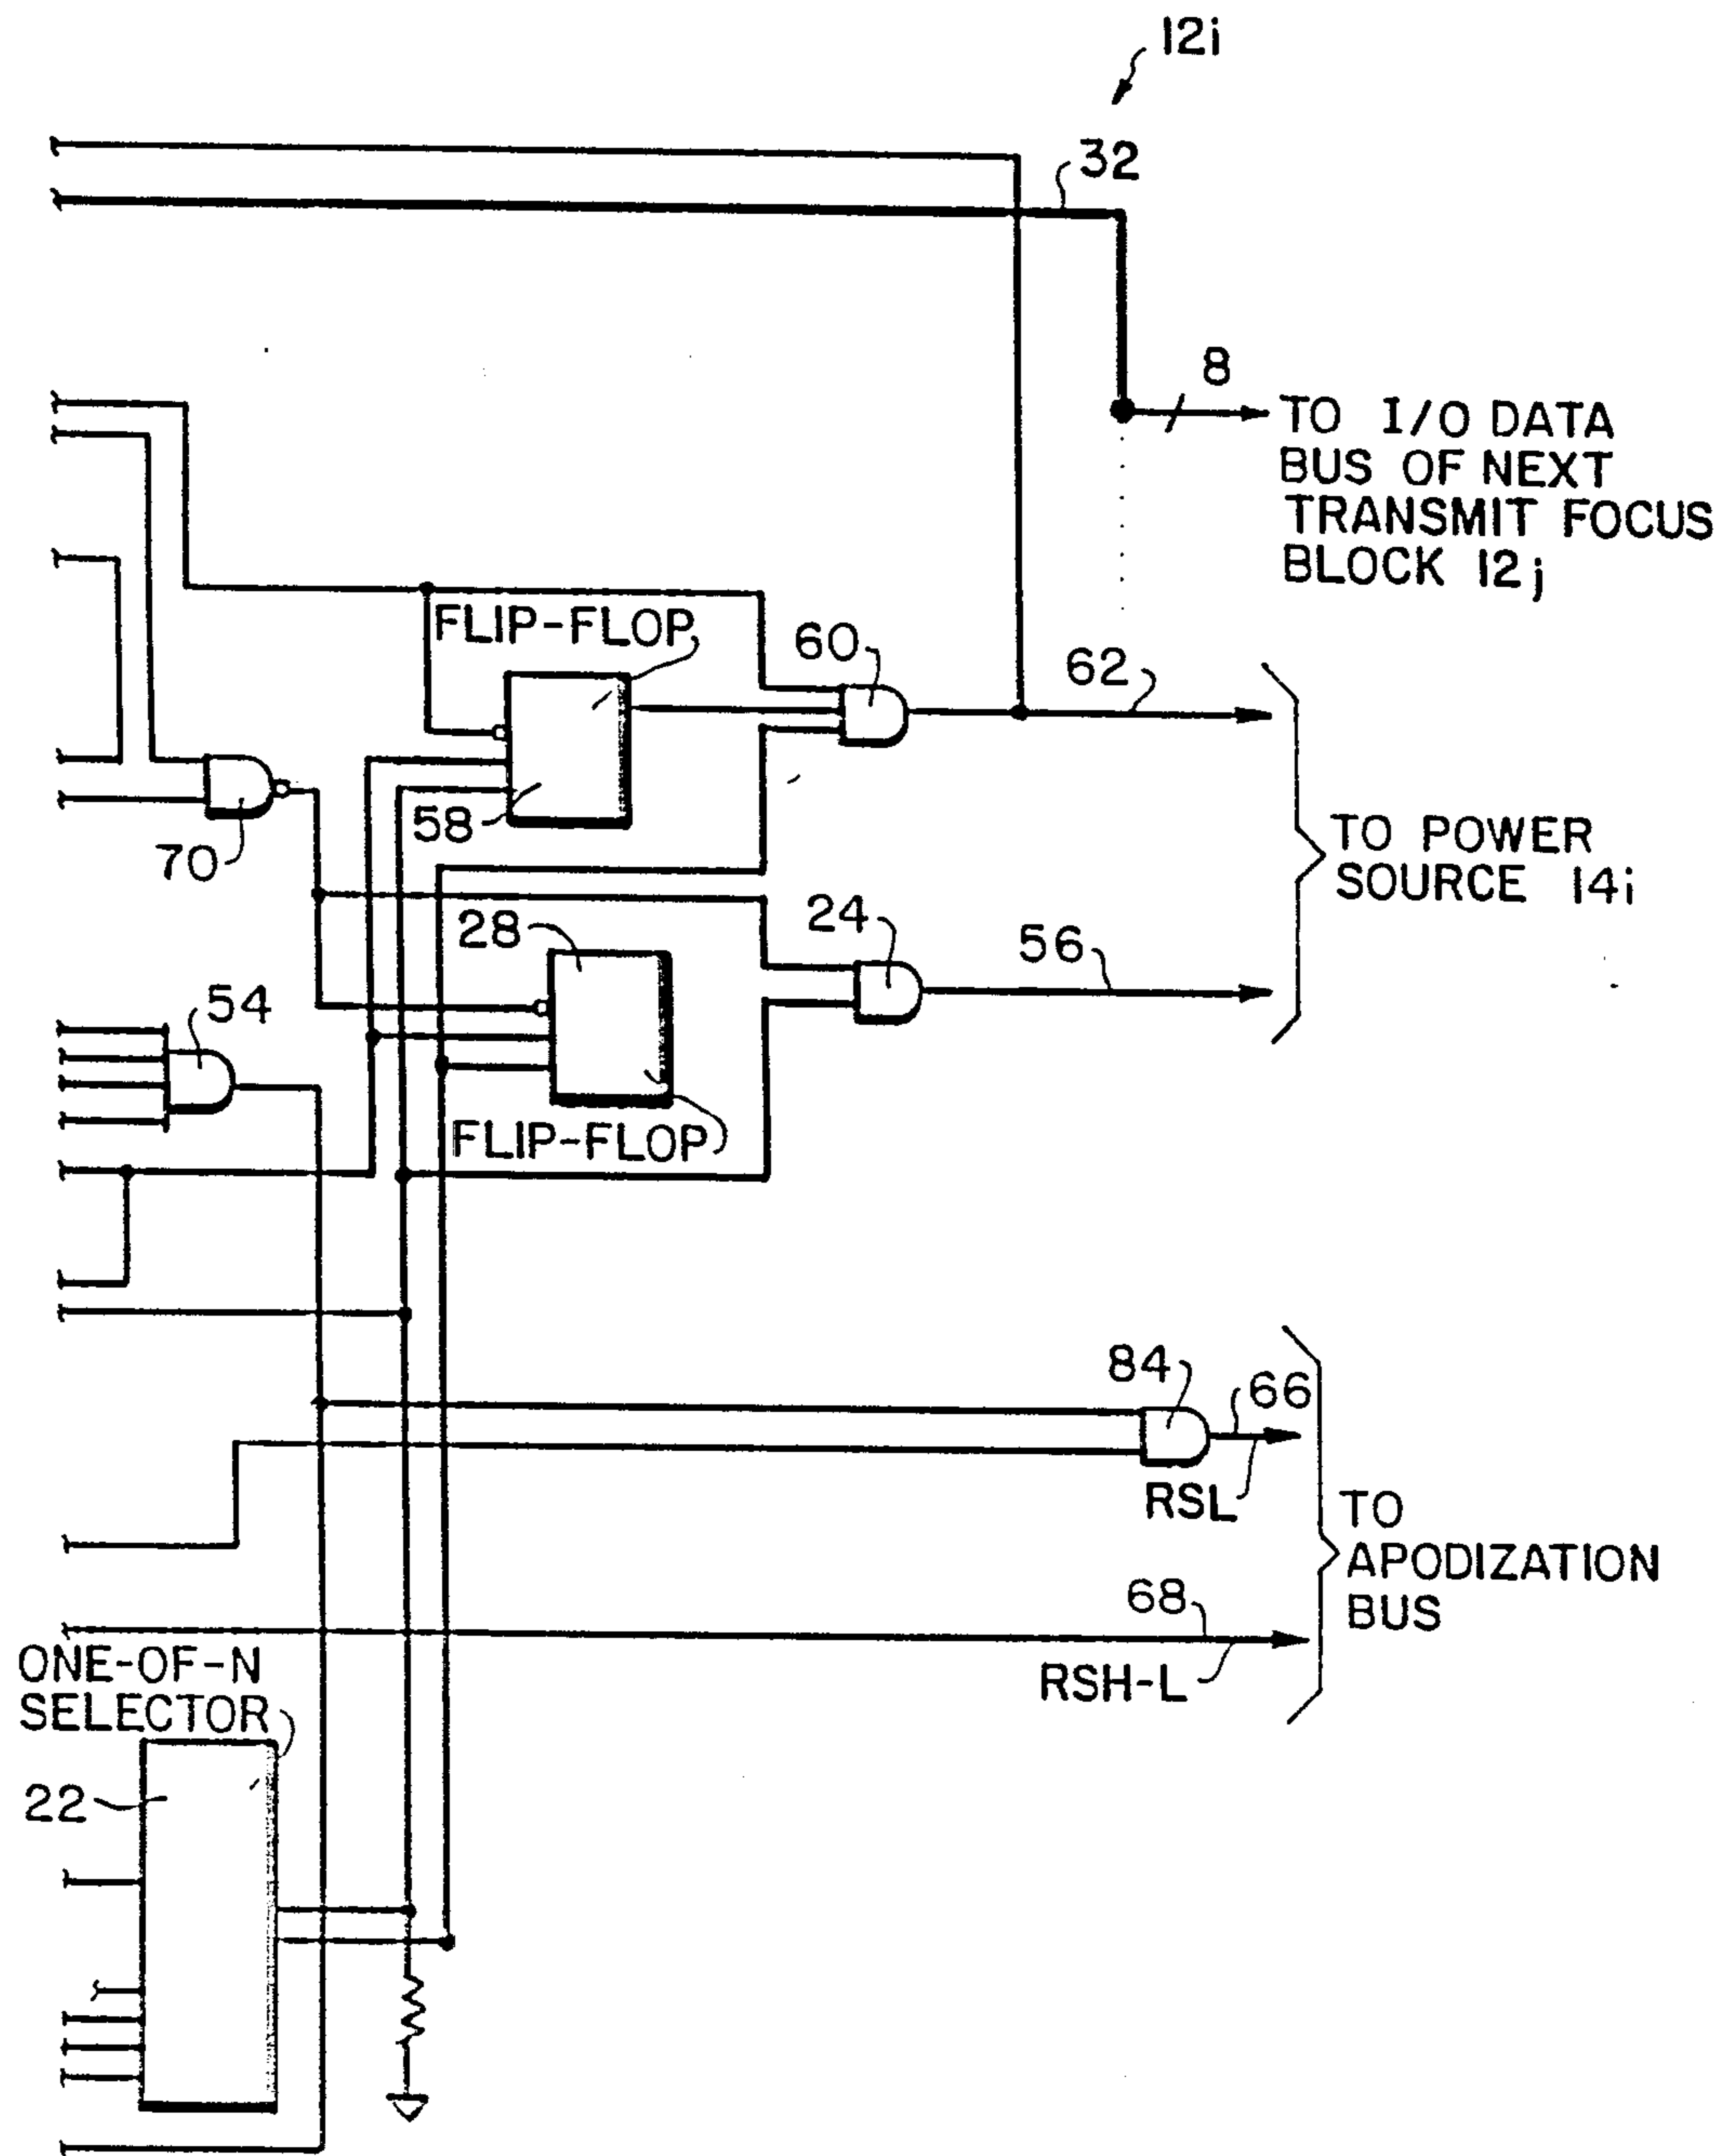 12i
32
8
TO I/O DATA
BUS OF NEXT
TRANSMIT FOCUS
BLOCK 12j
FLIP-FLOP
60
62
58
70
TO POWER
SOURCE 14i
28
24
56
54
FLIP-FLOP
84
66
RSL
TO
APODIZATION
BUS
68
RSH-L
ONE-OF-N
SELECTOR
22